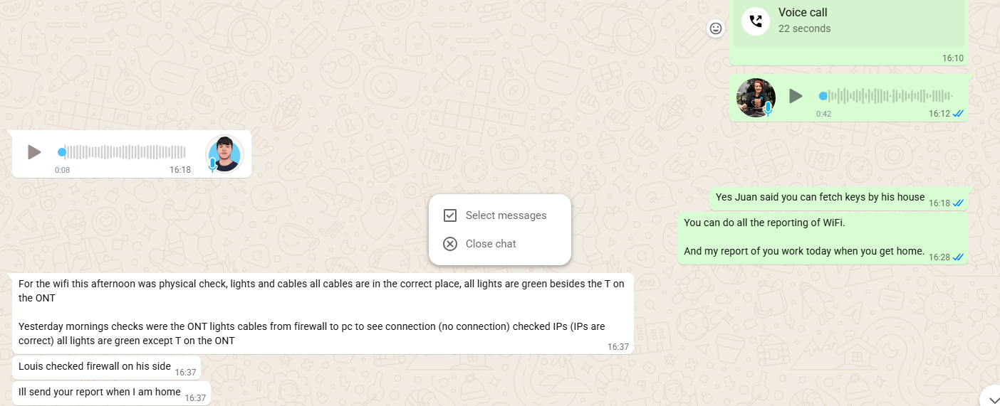 Voice call
22 seconds
16:10
0:42
16:12
0:08
16:18
Yes Juan said you can fetch keys by his house
16:18
Select messages
Close chat
You can do all the reporting of WiFi.
And my report of you work today when you get home.
16:28
For the wifi this afternoon was physical check, lights and cables all cables are in the correct place, all lights are green besides the T on
the ONT
Yesterday mornings checks were the ONT lights cables from firewall to pc to see connection (no connection) checked IPs (IPs are
correct) all lights are green except T on the ONT
16:37
Louis checked firewall on his side
16:37
Ill send your report when I am home
16:37